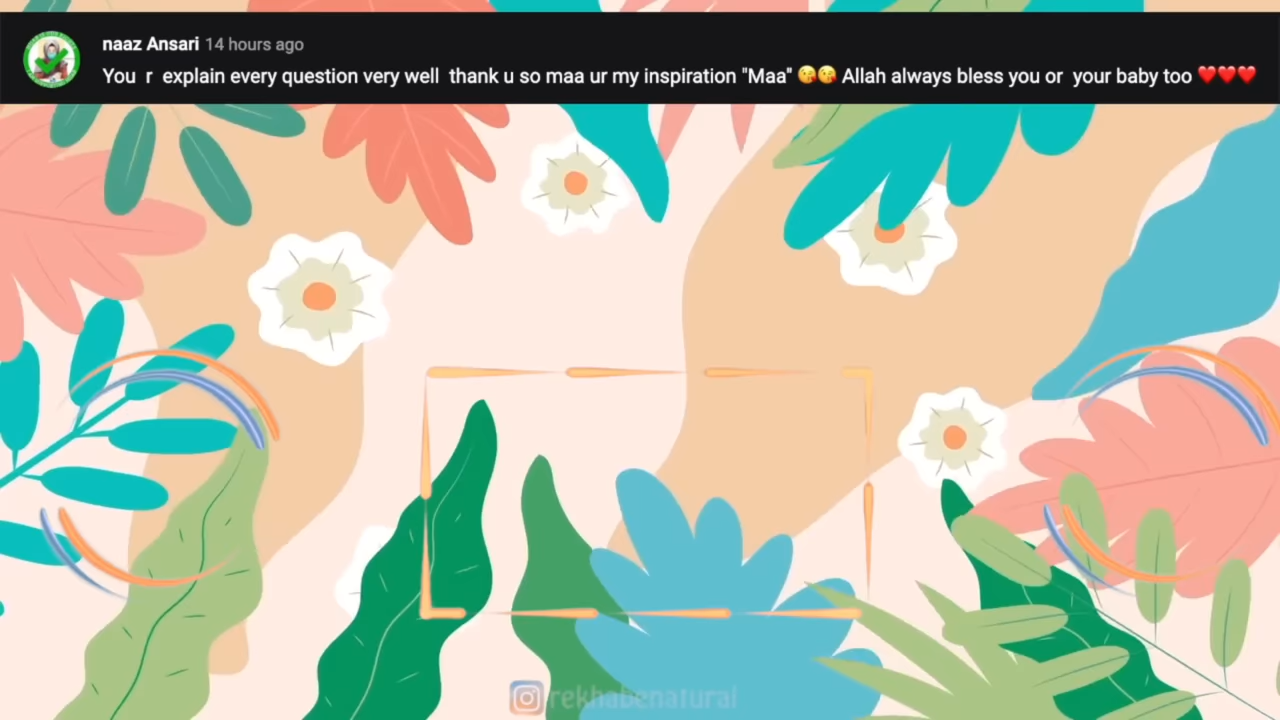 naaz Ansari 14 hours ago
You r explain every question very well thank u so maa ur my inspiration "Maa" 😘😘 Allah always bless you or your baby too ❤️❤️❤️
rekhabenatural